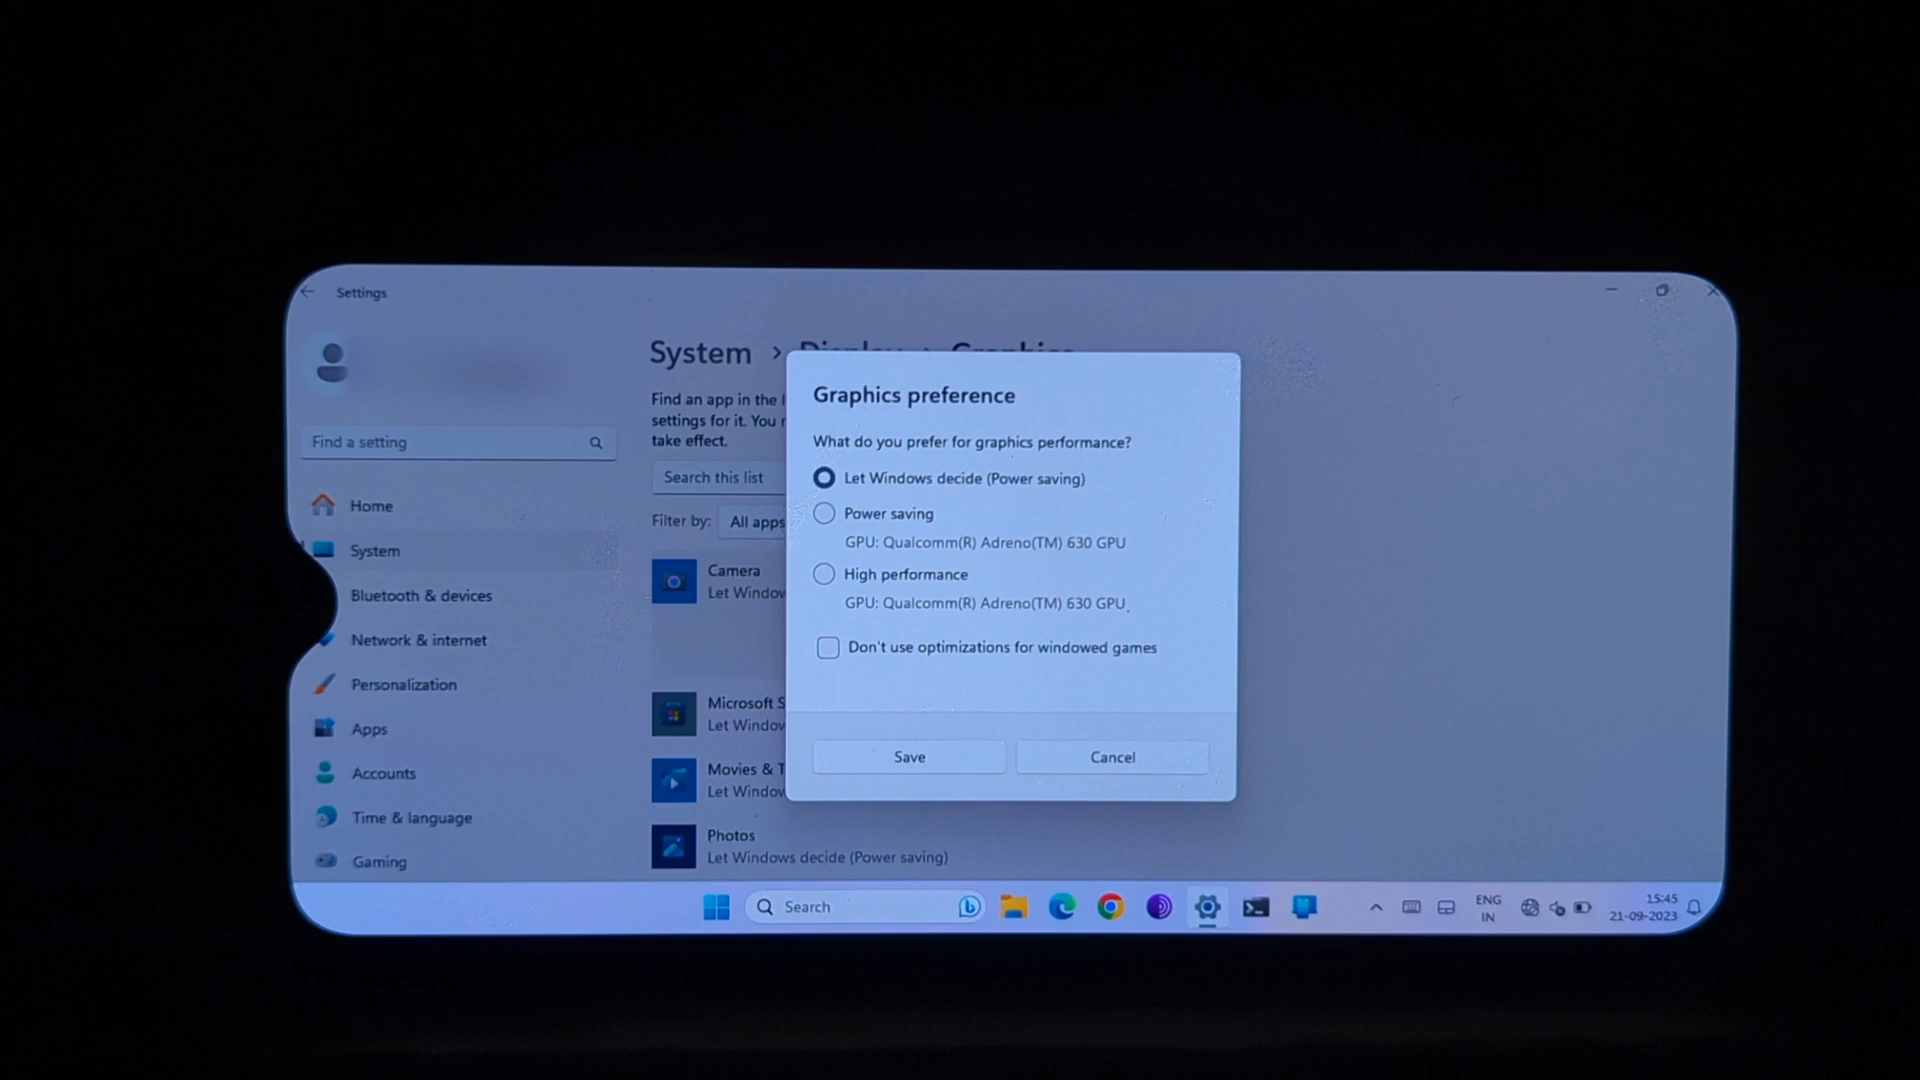 Settings
Find a setting
Home
System
Bluetooth & devices
Network & internet
Personalization
Apps
Accounts
Time & language
Gaming
System >
Find an app in the
settings for it. You
take effect.
Search this list
Filter by: All apps
Camera
Let Window
Microsoft S
Let Window
Movies & T
Let Window
Photos
Let Windows decide (Power saving)
Graphics preference
What do you prefer for graphics performance?
Let Windows decide (Power saving)
Power saving
GPU: Qualcomm(R) Adreno(TM) 630 GPU
High performance
GPU: Qualcomm(R) Adreno(TM) 630 GPU
Don't use optimizations for windowed games
Save Cancel
Search
ENG
IN
15:45
21-09-2023